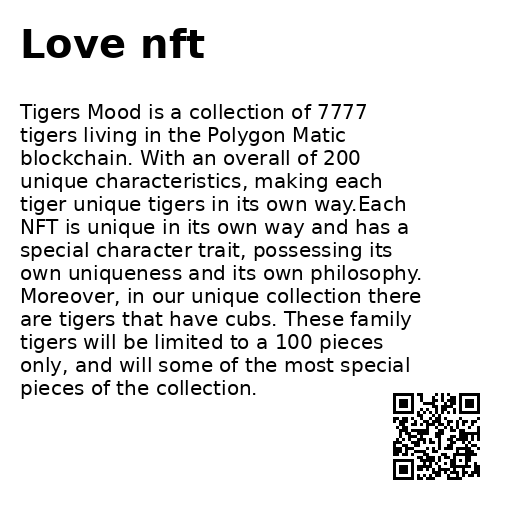 Love nft
Tigers Mood is a collection of 7777
tigers living in the Polygon Matic
blockchain. With an overall of 200
unique characteristics, making each
tiger unique tigers in its own way.Each
NFT is unique in its own way and has a
special character trait, possessing its
own uniqueness and its own philosophy.
Moreover, in our unique collection there
are tigers that have cubs. These family
tigers will be limited to a 100 pieces
only, and will some of the most special
pieces of the collection.